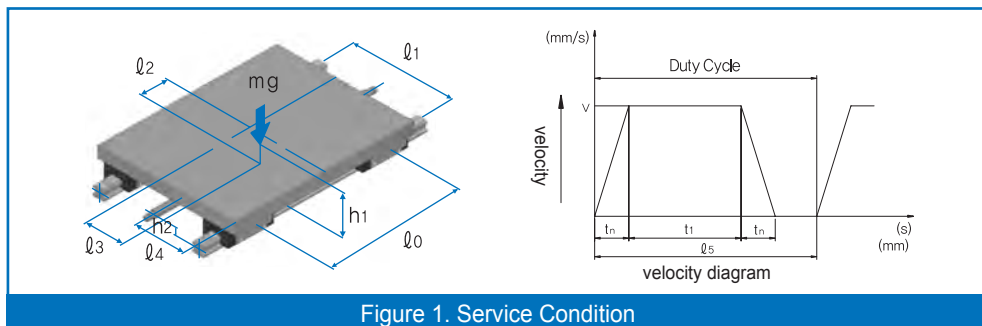 ℓ2
mg
ℓ1
h1
h2
ℓ3
ℓ4
ℓ0
(mm/s)
Duty Cycle
V
velocity
tn
t1
tn
(s)
(mm)
ℓ5
velocity diagram
Figure 1. Service Condition